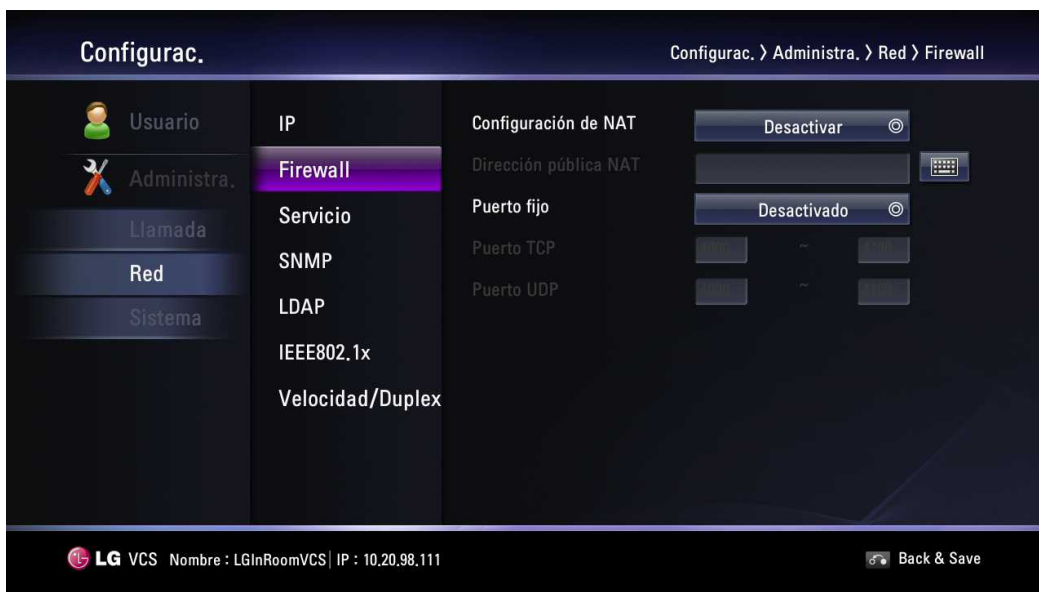 Configurac.
Configurac. > Administra. > Red > Firewall
Usuario
Administra.
Llamada
Red
Sistema
IP
Firewall
Servicio
SNMP
LDAP
IEEE802.1x
Velocidad/Duplex
Configuración de NAT Desactivar
Dirección pública NAT
Puerto fijo Desactivado
Puerto TCP ~
Puerto UDP ~
LG VCS Nombre : LGInRoomVCS | IP : 10.20.98.111
Back & Save